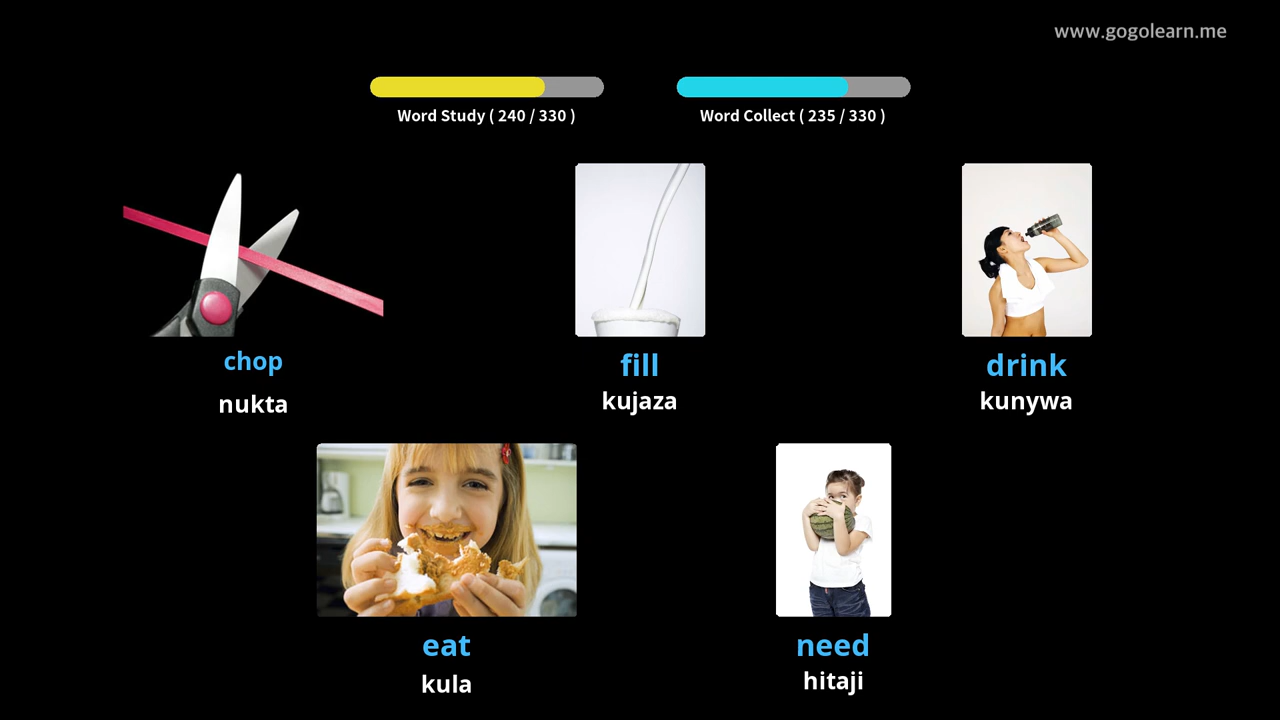 www.gogolearn.me
Word Study ( 240 / 330 )
Word Collect ( 235 / 330 )
chop
nukta
fill
kujaza
drink
kunywa
eat
kula
need
hitaji